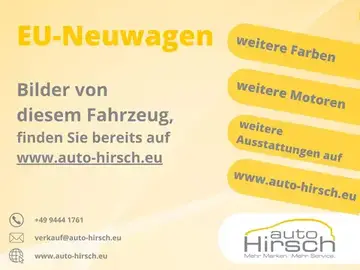 EU-Neuwagen
Bilder von
diesem Fahrzeug,
finden Sie bereits auf
www.auto-hirsch.eu
weitere Farben
weitere Motoren
weitere
Ausstattungen auf
www.auto-hirsch.eu
+49 9444 1761
verkauf@auto-hirsch.eu
www.auto-hirsch.eu
auto
Hirsch
Mehr Marken. Mehr Service.